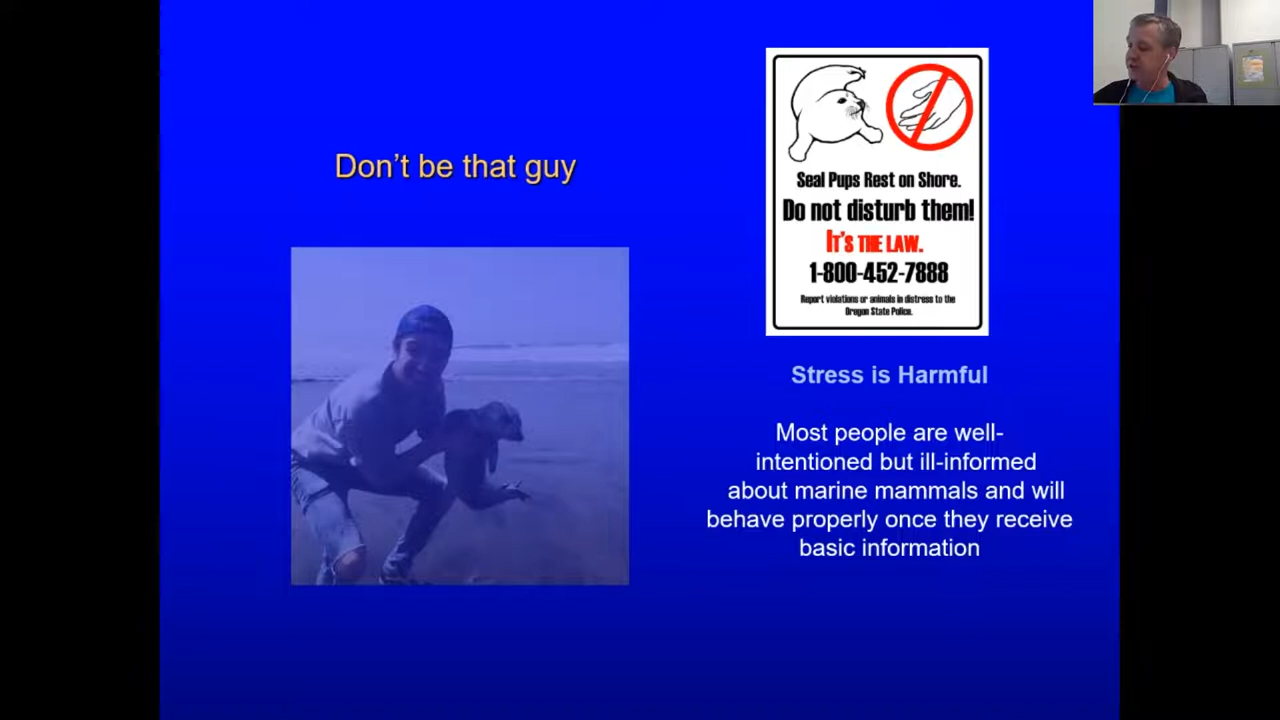 Don't be that guy
Seal Pups Rest on Shore.
Do not disturb them!
IT'S THE LAW.
1-800-452-7888
Report violations or animals in distress to the
Oregon State Police.
Stress is Harmful
Most people are well-
intentioned but ill-informed
about marine mammals and will
behave properly once they receive
basic information